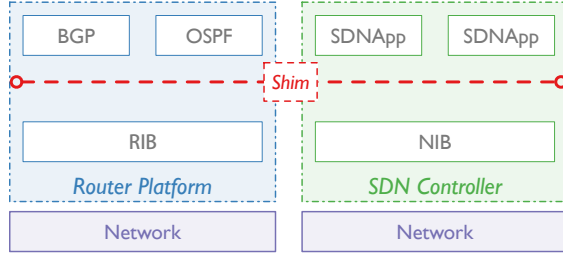 BGP OSPF SDNApp SDNApp
Shim
RIB NIB
Router Platform SDN Controller
Network Network